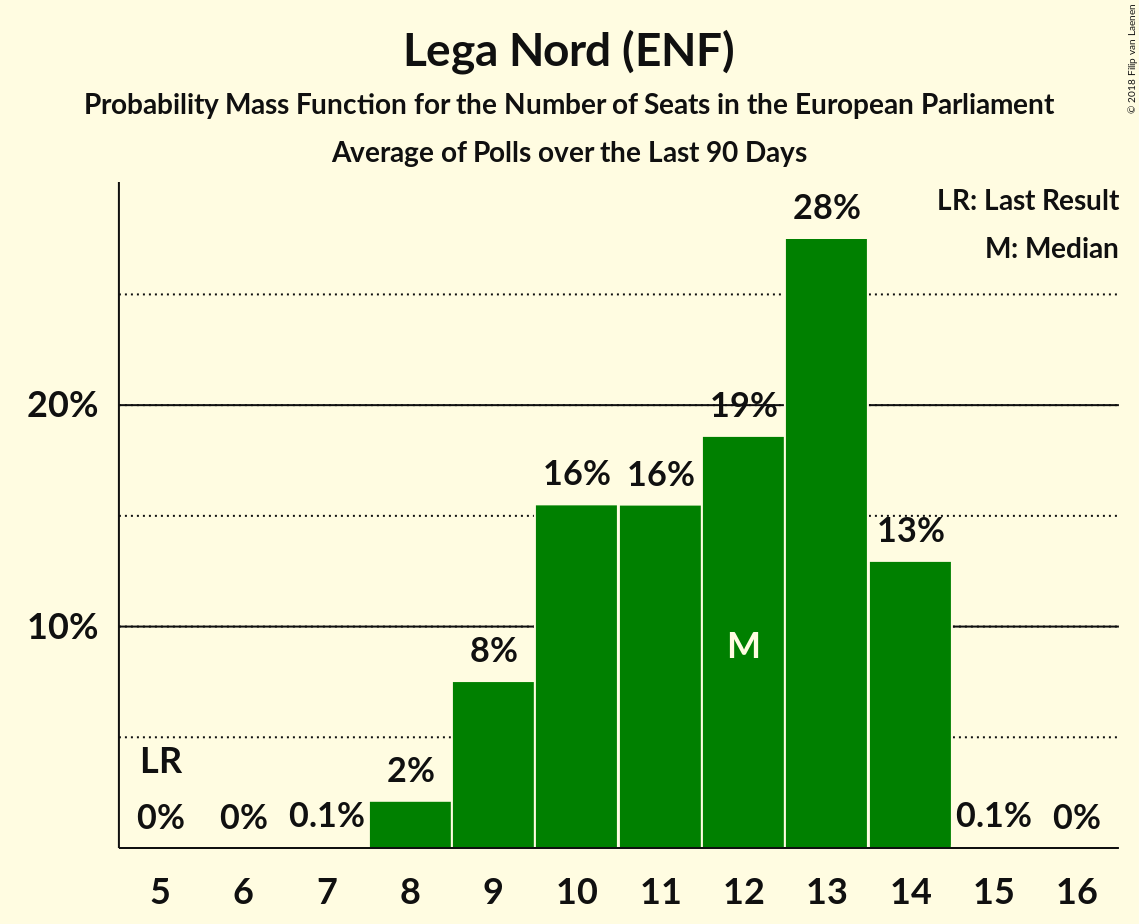 Lega Nord (ENF)
Probability Mass Function for the Number of Seats in the European Parliament
Average of Polls over the Last 90 Days
© 2018 Filip van Laenen
LR: Last Result
M: Median
28%
20%
19%
16% 16%
13%
10%
8%
M
LR
2%
0% 0% 0.1% 0.1% 0%
5 6 7 8 9 10 11 12 13 14 15 16